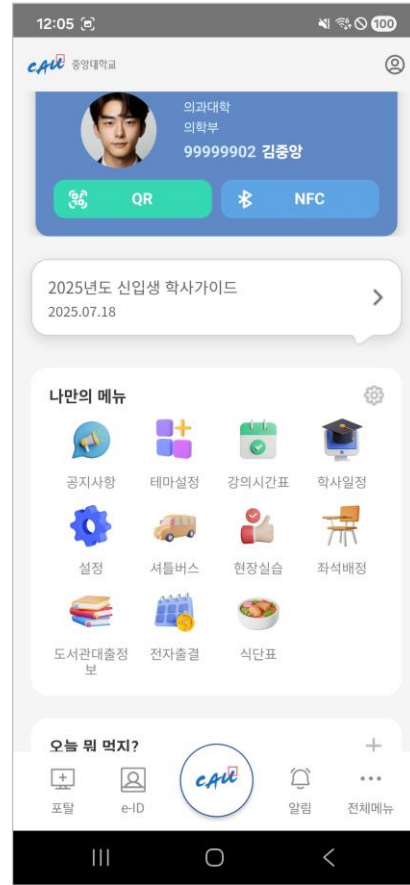 12:05
100
CAU 중앙대학교
의과대학
의학부
99999902 김중앙
QR
NFC
2025년도 신입생 학사가이드
2025.07.18
나만의 메뉴
공지사항
테마설정
강의시간표
학사일정
설정
셔틀버스
현장실습
좌석배정
도서관대출정
보
전자출결
식단표
오늘 뭐 먹지?
포탈
e-ID
CAU
알림
전체메뉴